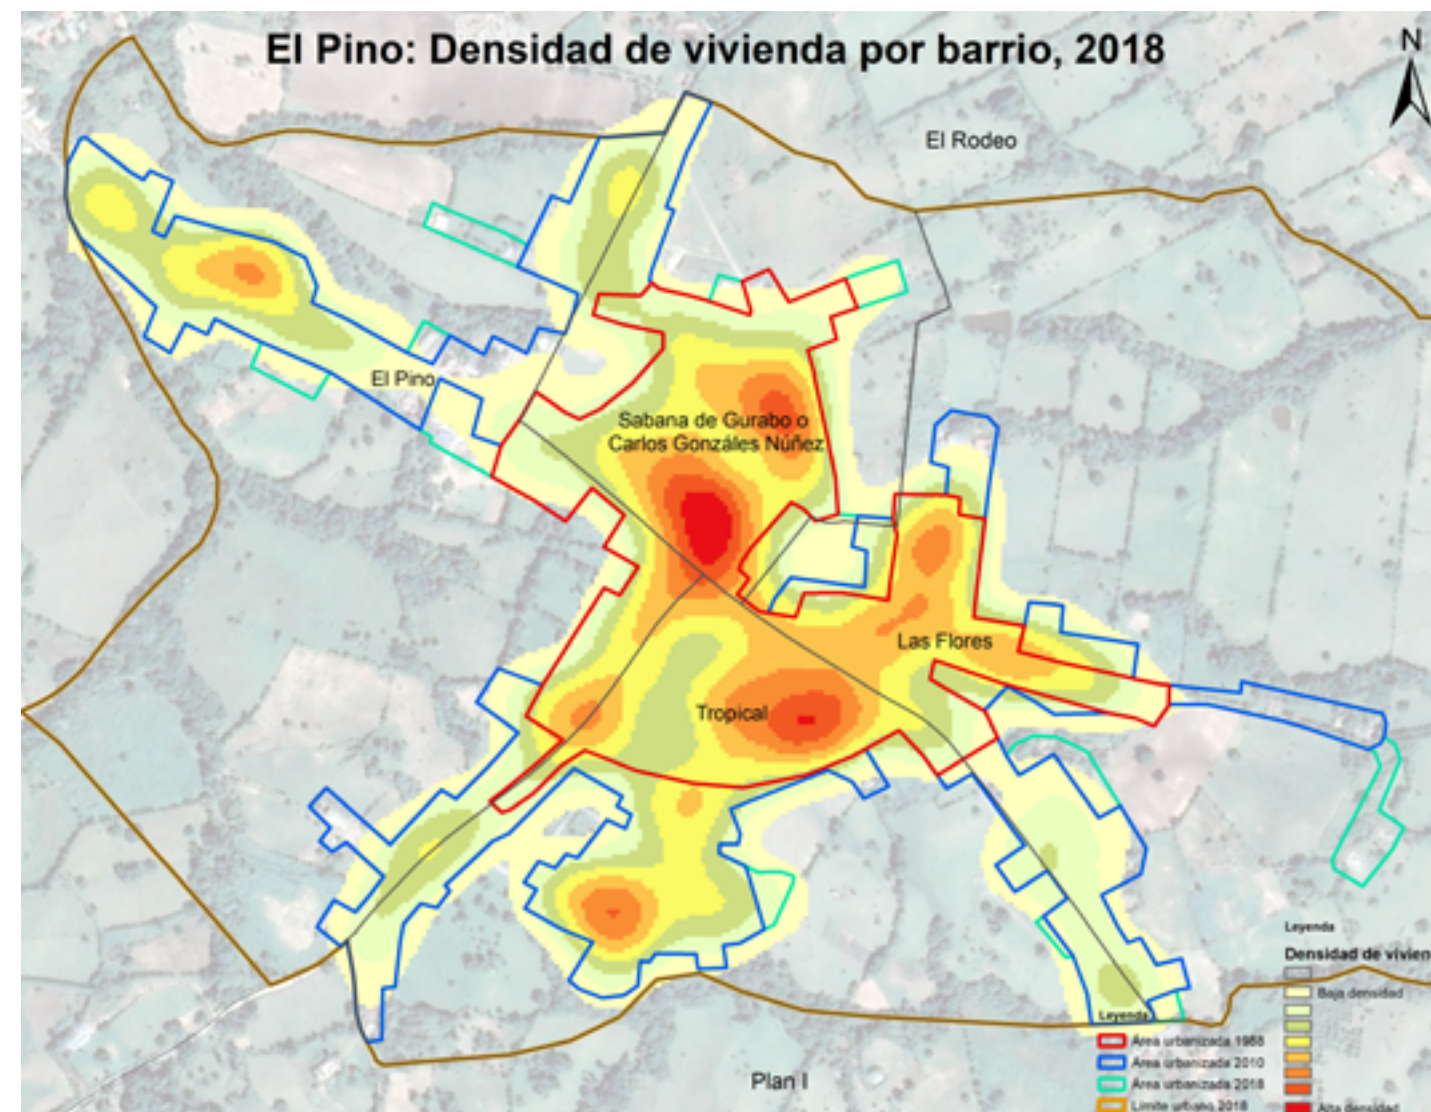 El Pino: Densidad de vivienda por barrio, 2018
N
El Rodeo
El Pino
Sabana de Gurabo o
Carlos Gonzáles Núñez
Las Flores
Tropical
Plan I
Leyenda
Densidad de vivien
Baja densidad
Alta densidad
Leyenda
Área urbanizada 1988
Área urbanizada 2010
Área urbanizada 2018
Límite urbano 2018